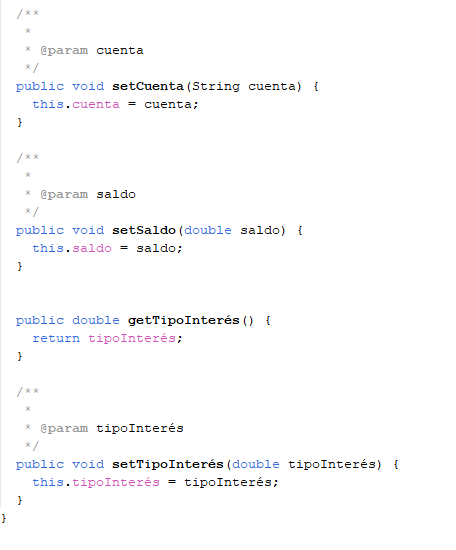 /**
 *
 * @param cuenta
 */
public void setCuenta(String cuenta) {
  this.cuenta = cuenta;
}
/**
 *
 * @param saldo
 */
public void setSaldo(double saldo) {
  this.saldo = saldo;
}
public double getTipoInterés() {
  return tipoInterés;
}
/**
 *
 * @param tipoInterés
 */
public void setTipoInterés(double tipoInterés) {
  this.tipoInterés = tipoInterés;
}
}